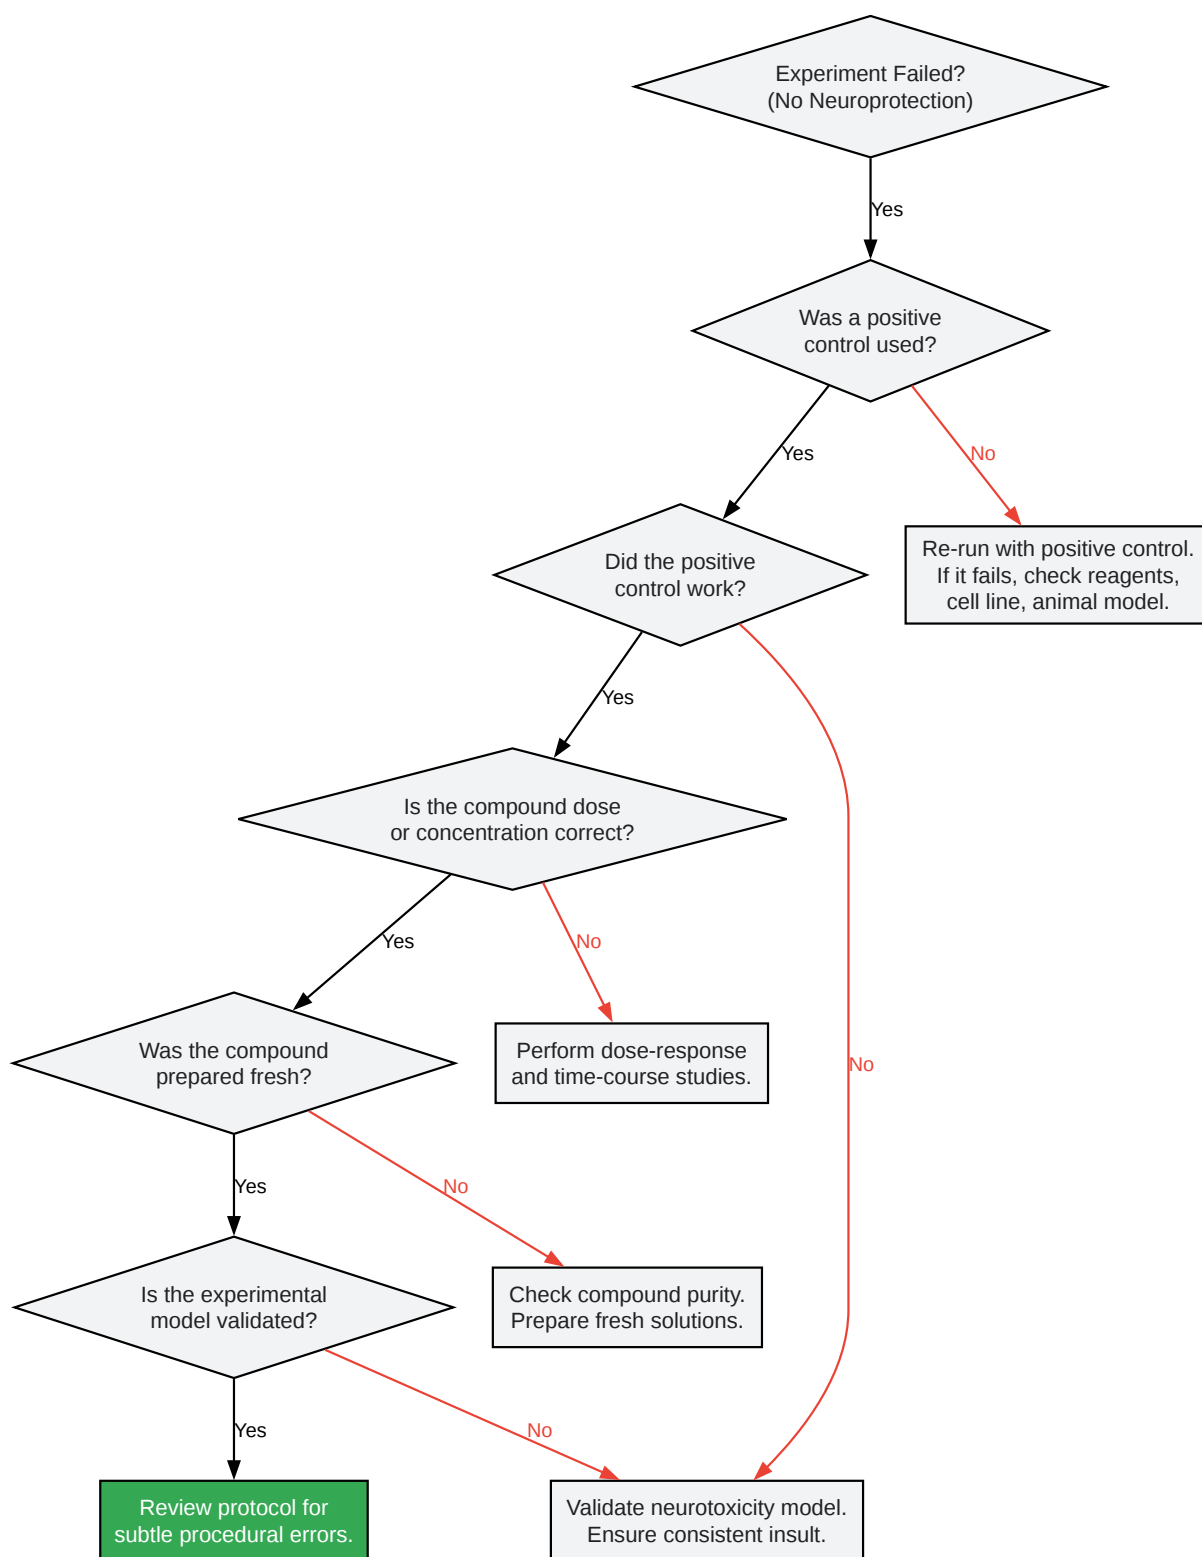 Experiment Failed?
(No Neuroprotection)
Yes
Was a positive
control used?
Yes
No
Did the positive
control work?
Re-run with positive control.
If it fails, check reagents,
cell line, animal model.
Yes
Is the compound dose
or concentration correct?
Yes
No
Was the compound
prepared fresh?
Perform dose-response
and time-course studies.
No
Yes
No
Is the experimental
model validated?
Check compound purity.
Prepare fresh solutions.
Yes
No
Review protocol for
subtle procedural errors.
Validate neurotoxicity model.
Ensure consistent insult.